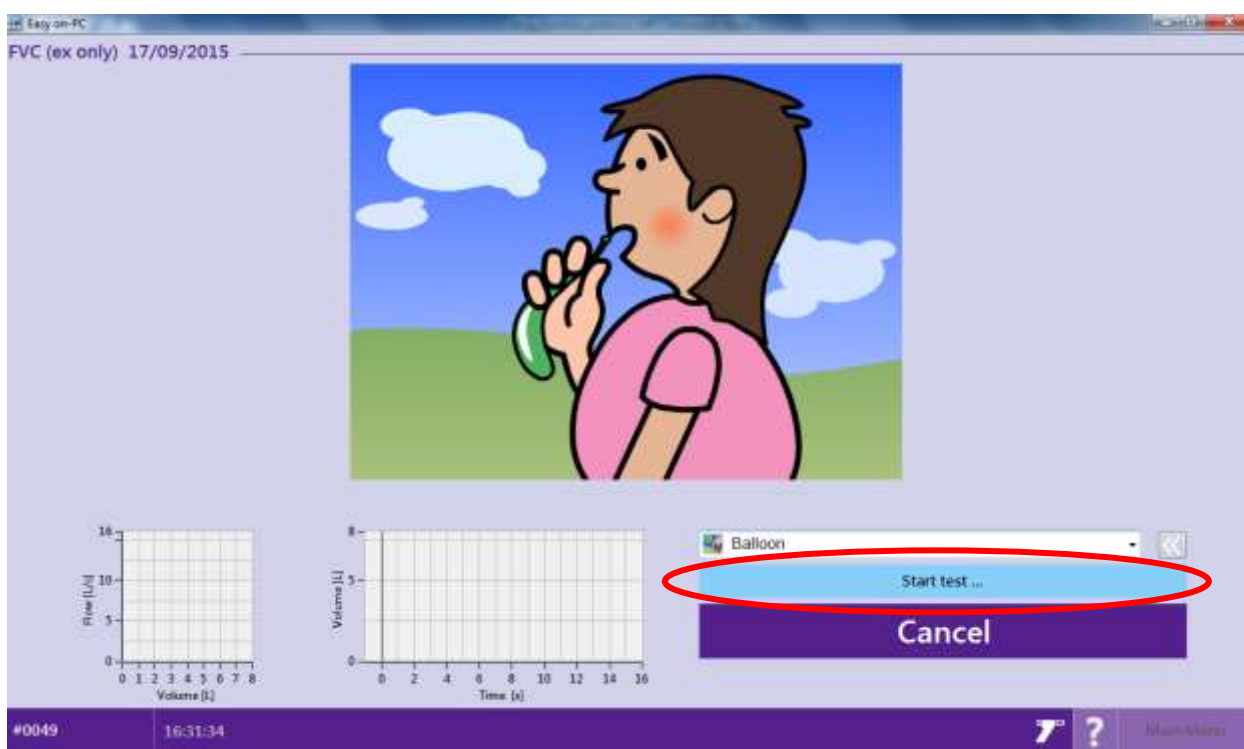 Easy on-PC
FVC (ex only) 17/09/2015
16
10
5
0
Flow [L/s]
0 1 2 3 4 5 6 7 8
Volume [L]
8
5
0
Volume [L]
0 2 4 6 8 10 12 14 16
Time [s]
Balloon
Start test ...
Cancel
#0049
16:31:34
?
Main Menu